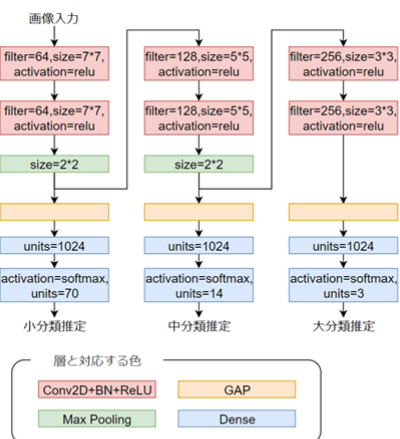 画像入力
filter=64,size=7*7,
activation=relu
filter=64,size=7*7,
activation=relu
size=2*2
units=1024
activation=softmax,
units=70
小分類推定
filter=128,size=5*5,
activation=relu
filter=128,size=5*5,
activation=relu
size=2*2
units=1024
activation=softmax,
units=14
中分類推定
filter=256,size=3*3,
activation=relu
filter=256,size=3*3,
activation=relu
units=1024
activation=softmax,
units=3
大分類推定
層と対応する色
Conv2D+BN+ReLU
GAP
Max Pooling
Dense